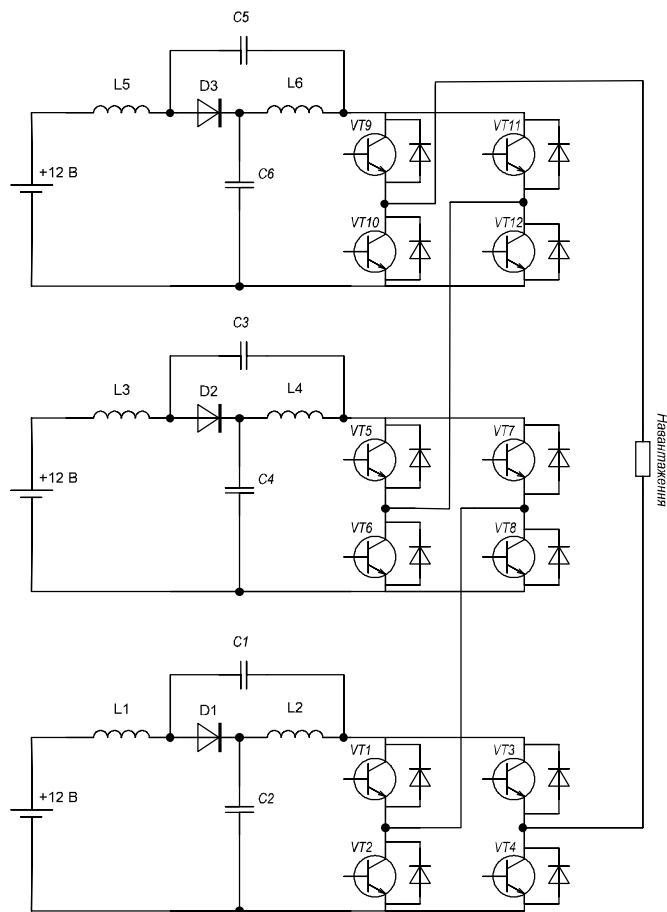 C5
L5
D3
L6
VT9
VT11
+12 В
C6
VT10
VT12
C3
L3
D2
L4
VT5
VT7
+12 В
C4
VT6
VT8
Навантаження
C1
L1
D1
L2
VT1
VT3
+12 В
C2
VT2
VT4